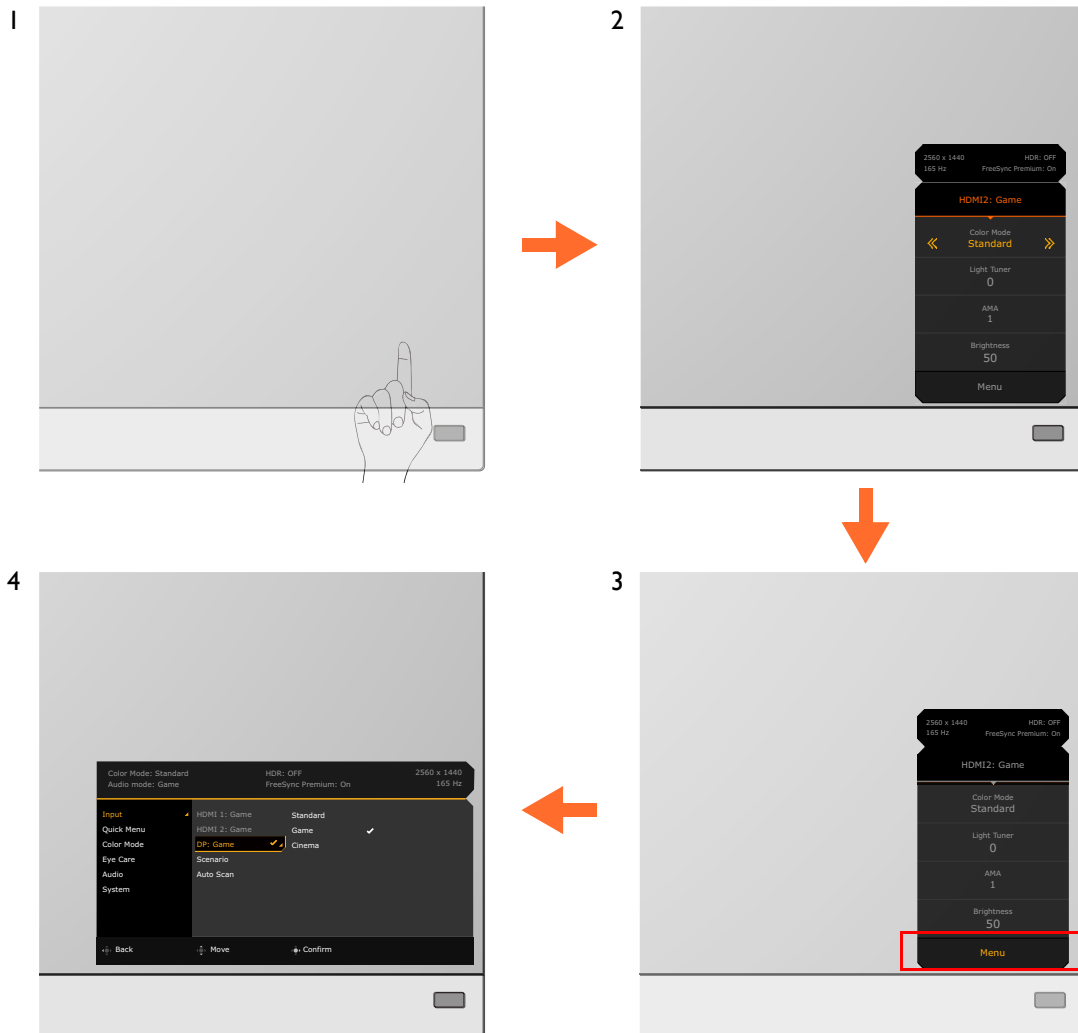 1
2
2560 x 1440 HDR: OFF
165 Hz FreeSync Premium: On
HDMI2: Game
Color Mode
Standard
Light Tuner
0
AMA
1
Brightness
50
Menu
3
2560 x 1440 HDR: OFF
165 Hz FreeSync Premium: On
HDMI2: Game
Color Mode
Standard
Light Tuner
0
AMA
1
Brightness
50
Menu
4
Color Mode: Standard HDR: OFF 2560 x 1440
Audio mode: Game FreeSync Premium: On 165 Hz
Input HDMI 1: Game Standard
Quick Menu HDMI 2: Game Game
Color Mode DP: Game Cinema
Eye Care Scenario
Audio Auto Scan
System
Back Move Confirm